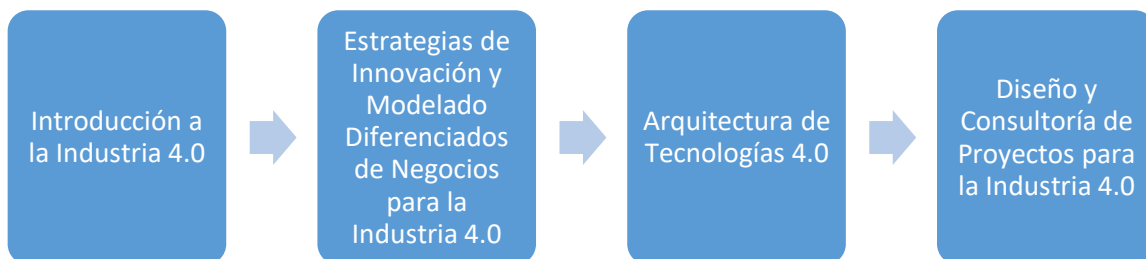 Introducción a
la Industria 4.0
Estrategias de
Innovación y
Modelado
Diferenciados
de Negocios
para la
Industria 4.0
Arquitectura de
Tecnologías 4.0
Diseño y
Consultoría de
Proyectos para
la Industria 4.0